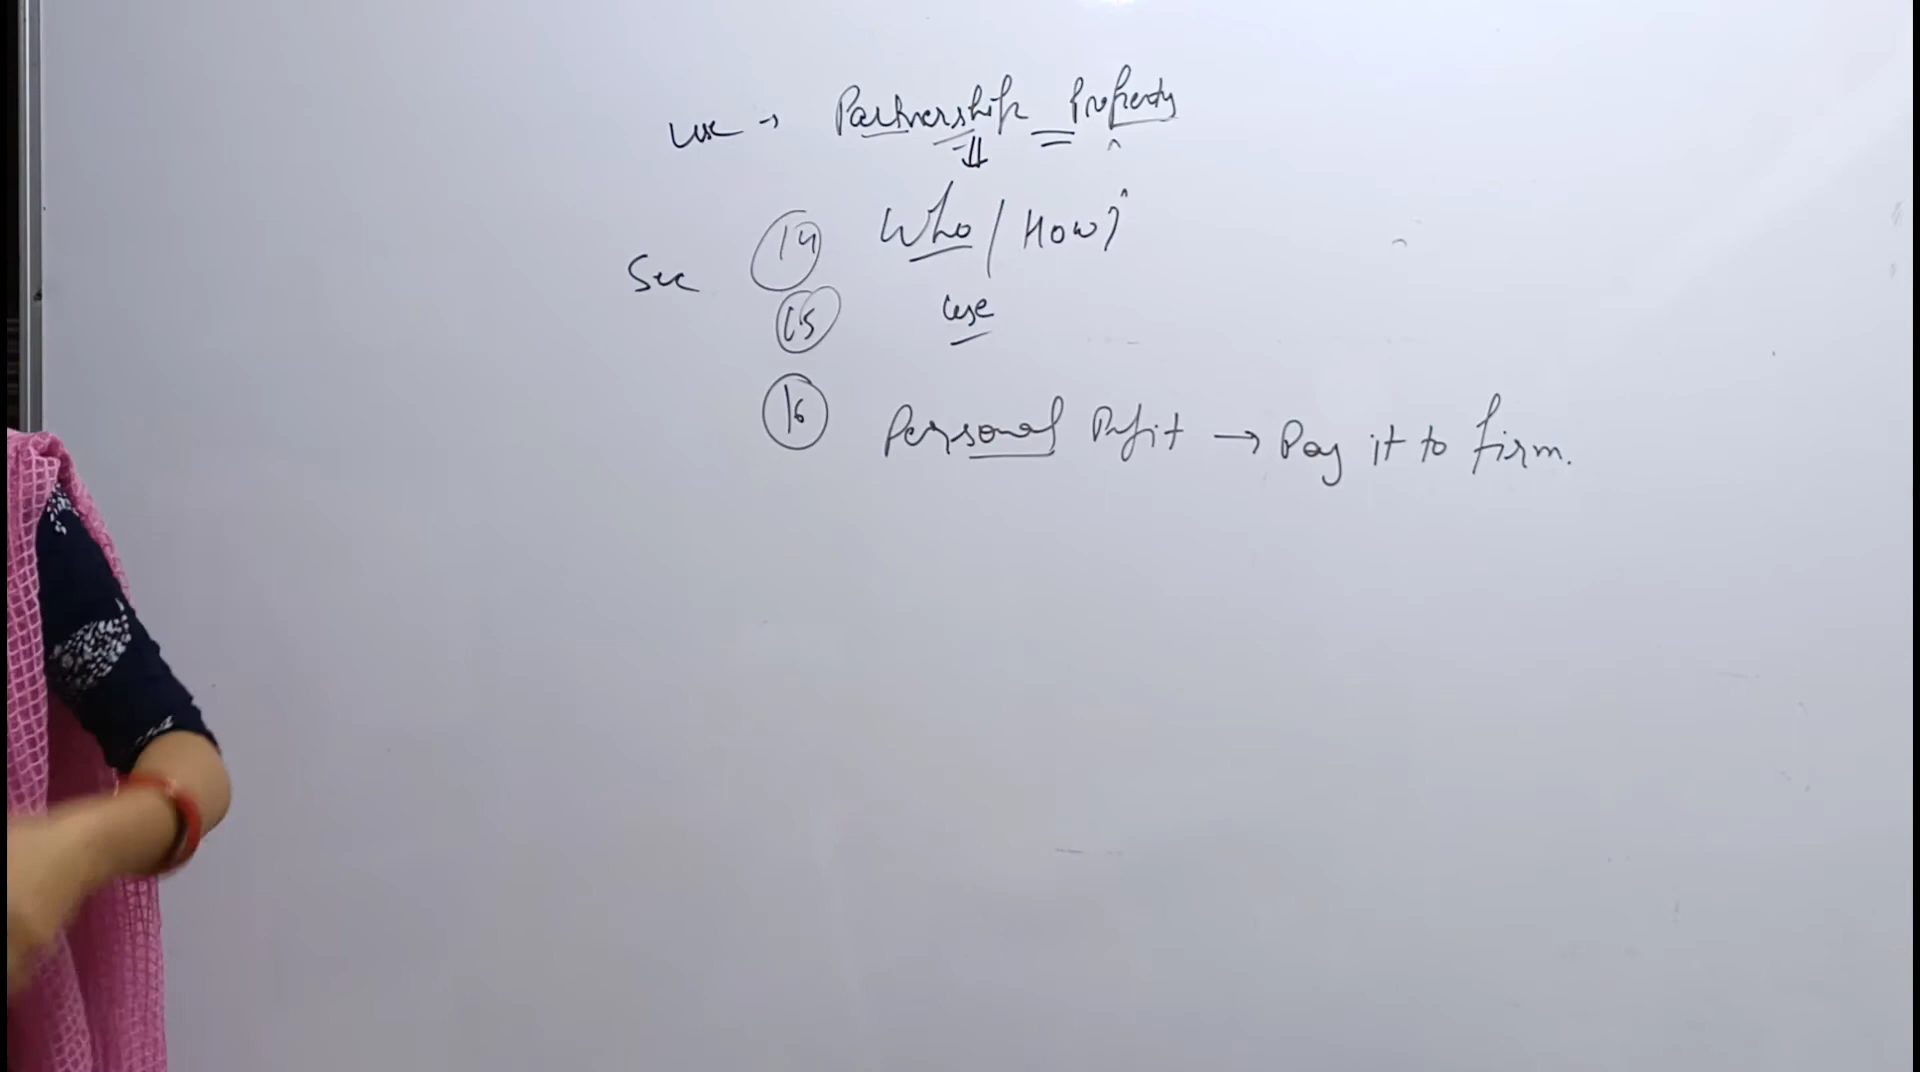 use → Partnership = Property
Sec 14 Who / How?
15 use
16 Personal Profit → Pay it to firm.